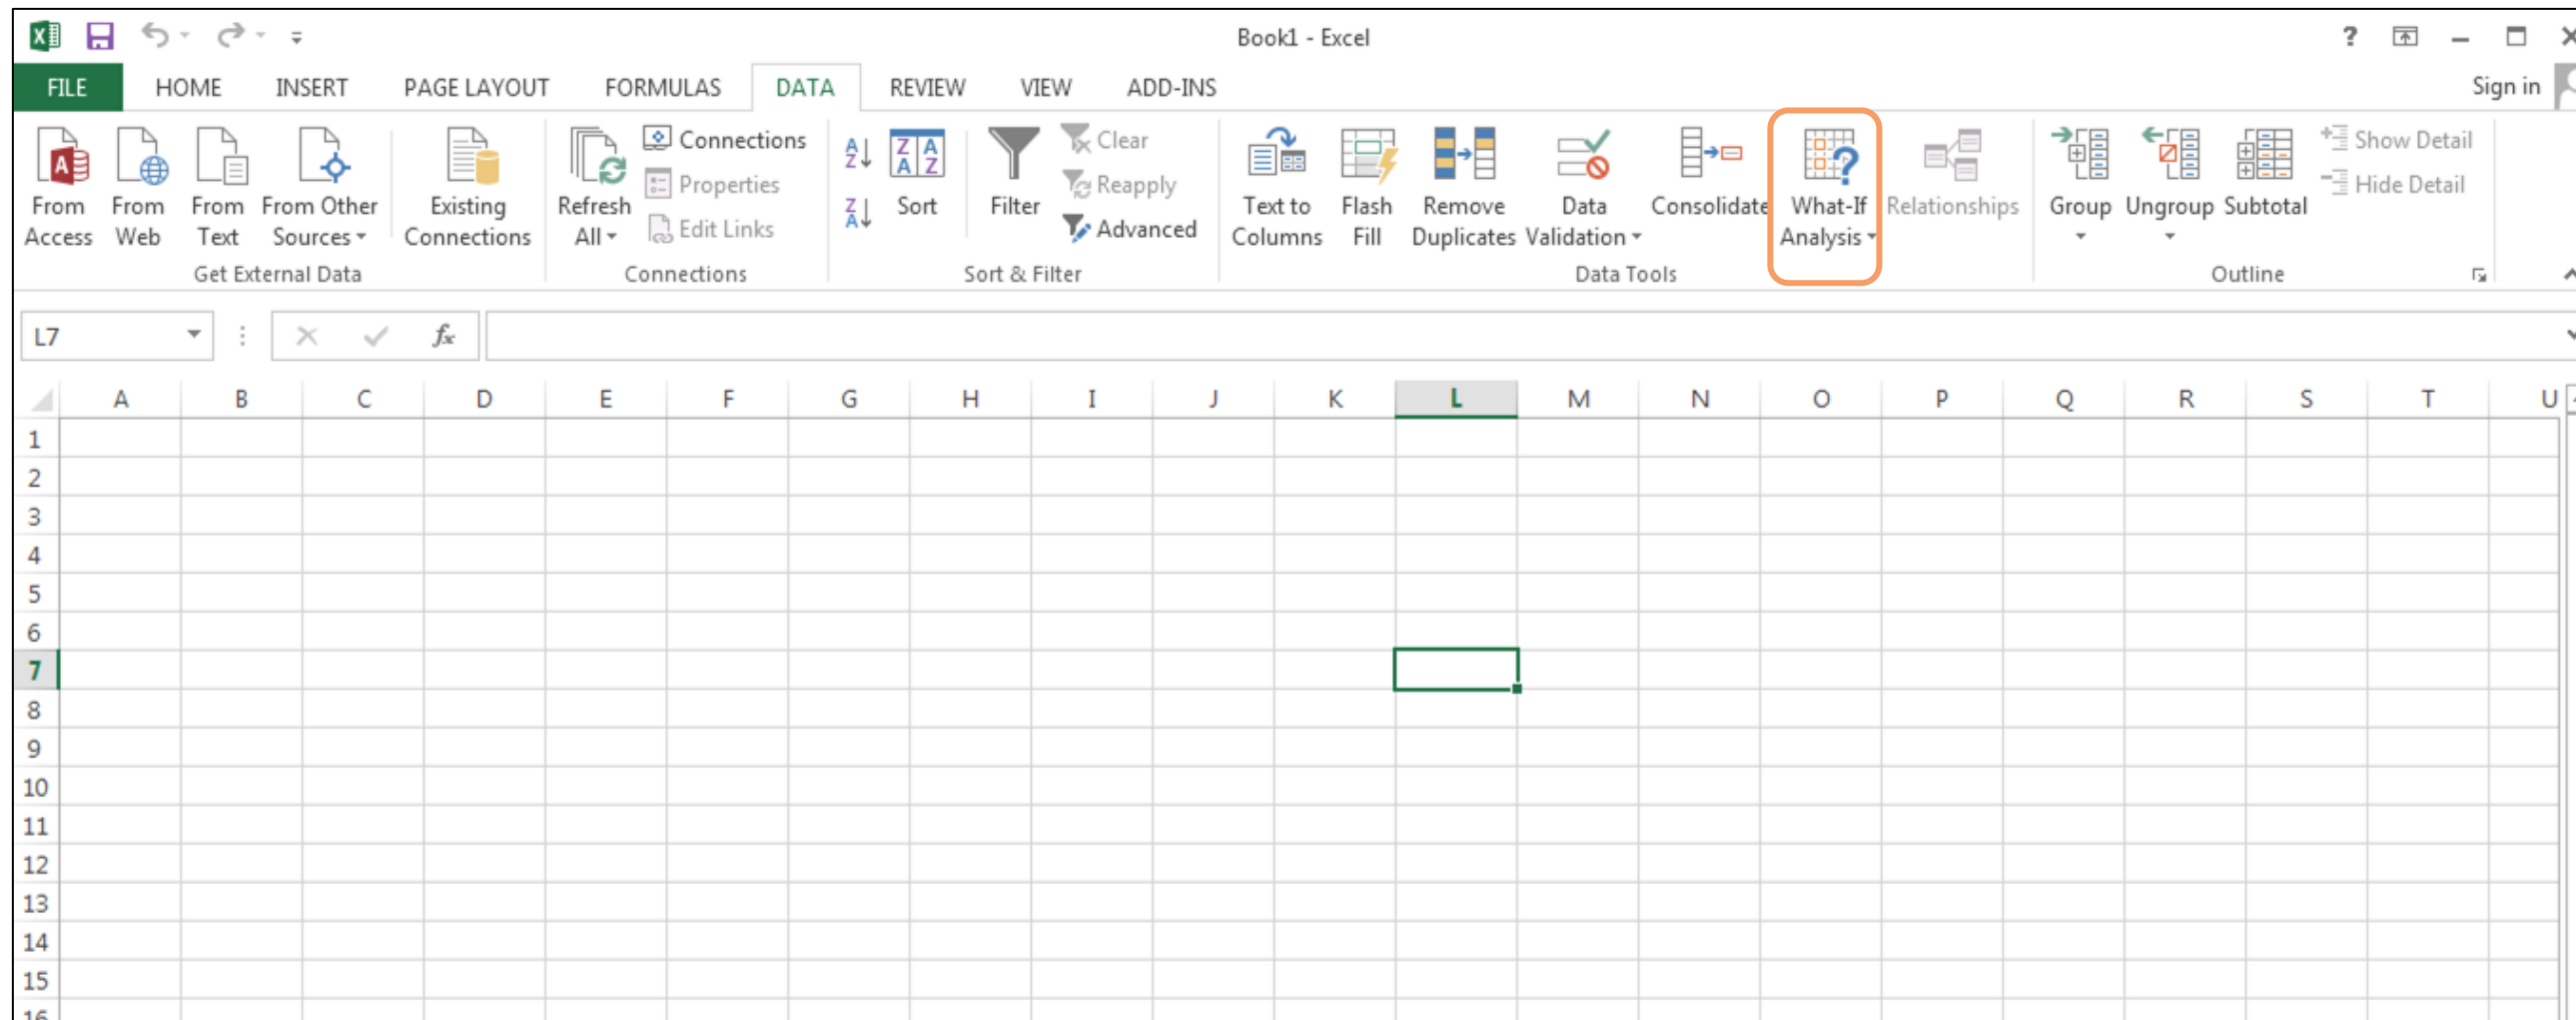 Book1 - Excel
FILE HOME INSERT PAGE LAYOUT FORMULAS DATA REVIEW VIEW ADD-INS Sign in
From Access
From Web
From Text
From Other Sources
Existing Connections
Get External Data
Refresh All
Connections
Properties
Edit Links
Connections
Sort
Filter
Clear
Reapply
Advanced
Sort & Filter
Text to Columns
Flash Fill
Remove Duplicates
Data Validation
Consolidate
What-If Analysis
Relationships
Data Tools
Group
Ungroup
Subtotal
Show Detail
Hide Detail
Outline
L7 fx
A B C D E F G H I J K L M N O P Q R S T U
1
2
3
4
5
6
7
8
9
10
11
12
13
14
15
16